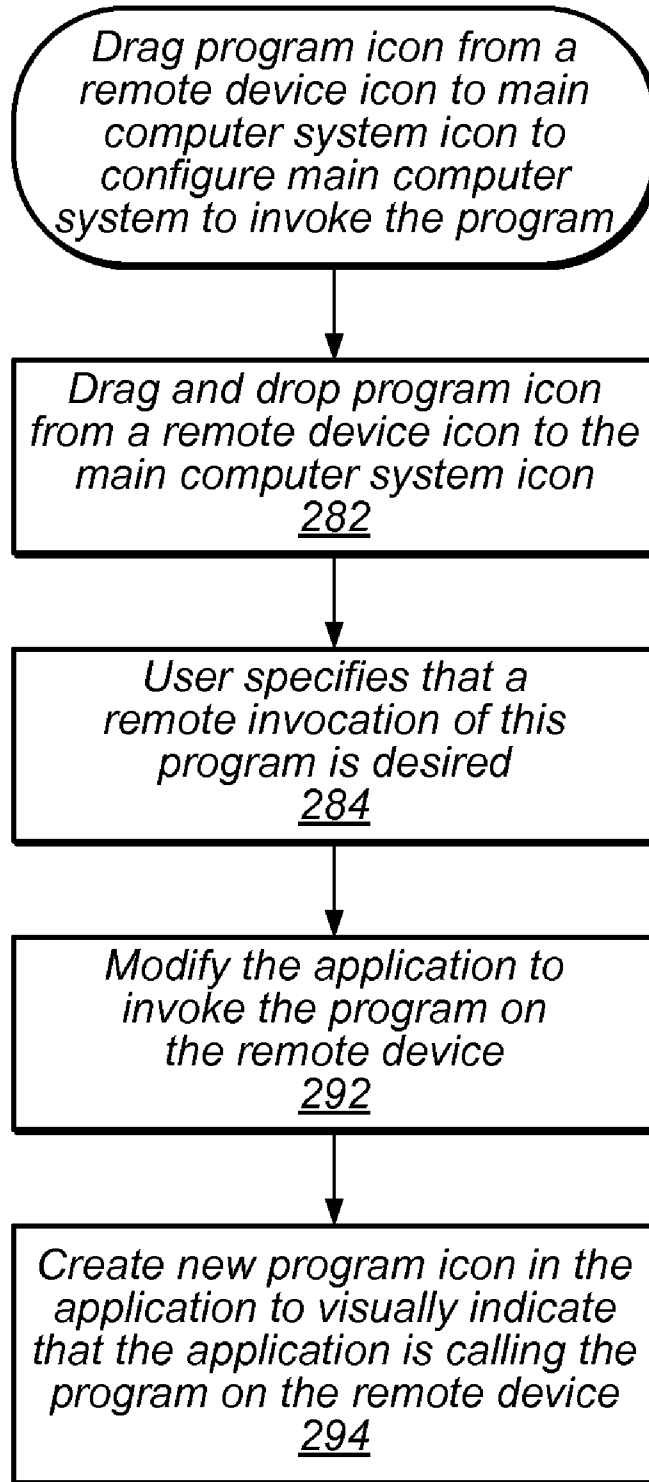 Drag program icon from a
remote device icon to main
computer system icon to
configure main computer
system to invoke the program
Drag and drop program icon
from a remote device icon to the
main computer system icon
282
User specifies that a
remote invocation of this
program is desired
284
Modify the application to
invoke the program on
the remote device
292
Create new program icon in the
application to visually indicate
that the application is calling the
program on the remote device
294